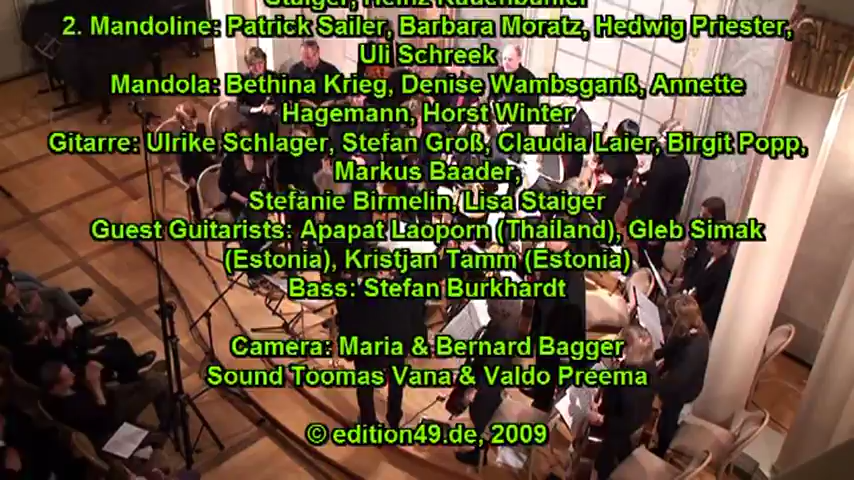 Staiger, Heinz Rauenbühler
2. Mandoline: Patrick Sailer, Barbara Moratz, Hedwig Priester,
Uli Schreek
Mandola: Bethina Krieg, Denise Wambsganß, Annette
Hagemann, Horst Winter
Gitarre: Ulrike Schlager, Stefan Groß, Claudia Laier, Birgit Popp,
Markus Baader,
Stefanie Birmelin, Lisa Staiger
Guest Guitarists: Apapat Laoporn (Thailand), Gleb Simak
(Estonia), Kristjan Tamm (Estonia)
Bass: Stefan Burkhardt
Camera: Maria & Bernard Bagger
Sound Toomas Vana & Valdo Preema
© edition49.de, 2009